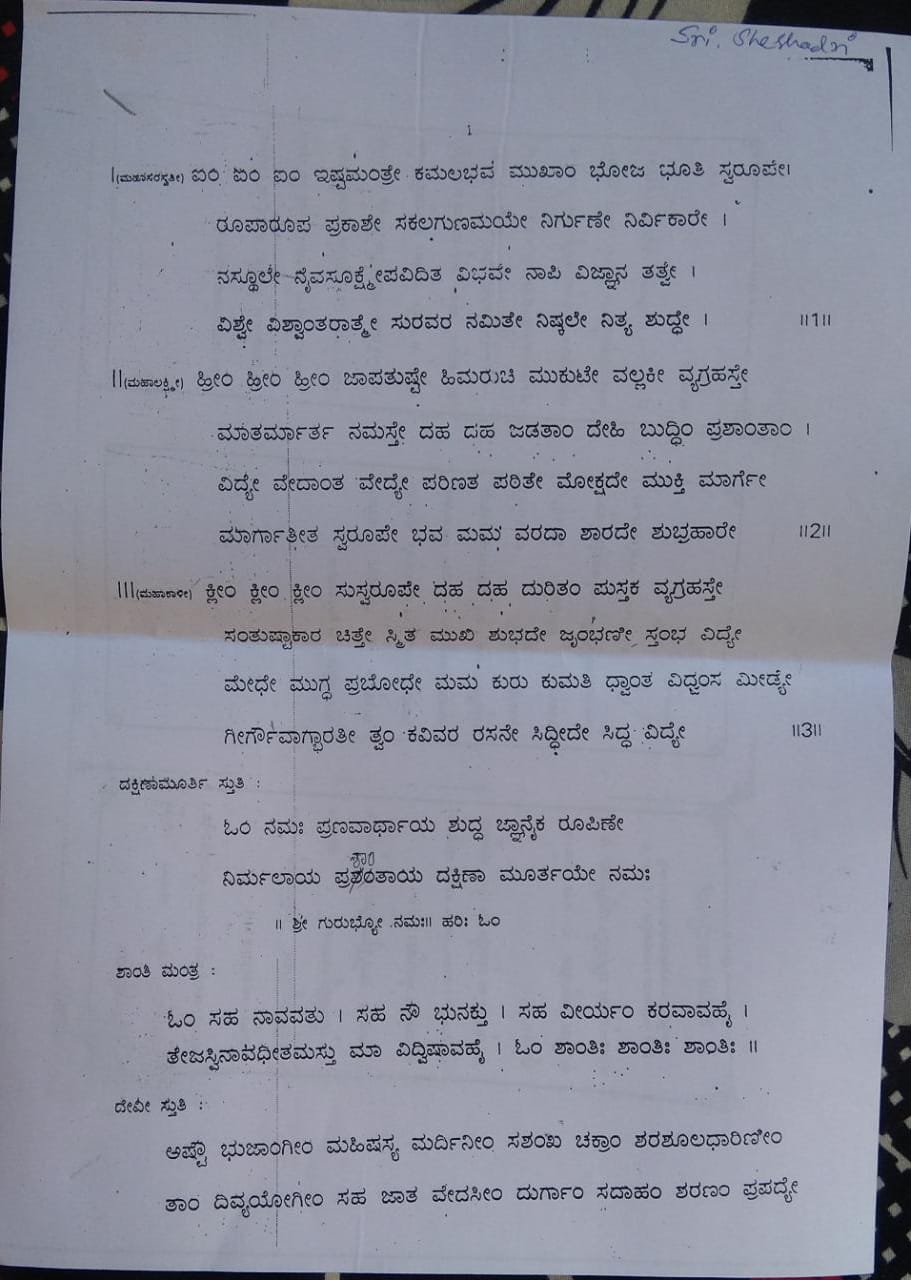 Sri. Sheshadri
1
I(ಮಹಾಸರಸ್ವತೀ) ಐಂ ಐಂ ಐಂ ಇಷ್ಟಮಂತ್ರೇ ಕಮಲಭವ ಮುಖಾಂ ಭೋಜ ಭೂತಿ ಸ್ವರೂಪೇ।
ರೂಪಾರೂಪ ಪ್ರಕಾಶೇ ಸಕಲಗುಣಮಯೇ ನಿರ್ಗುಣೇ ನಿರ್ವಿಕಾರೇ ।
ನಸ್ಥೂಲೇ ನೈವಸೂಕ್ಷ್ಮೇಪವಿದಿತ ವಿಭವೇ ನಾಪಿ ವಿಜ್ಞಾನ ತತ್ವೇ ।
ವಿಶ್ವೇ ವಿಶ್ವಾಂತರಾತ್ಮೇ ಸುರವರ ನಮಿತೇ ನಿಷ್ಕಲೇ ನಿತ್ಯ ಶುದ್ಧೇ । ॥1॥
II(ಮಹಾಲಕ್ಷ್ಮೀ) ಹ್ರೀಂ ಹ್ರೀಂ ಹ್ರೀಂ ಜಾಪತುಷ್ಟೇ ಹಿಮರುಚಿ ಮುಕುಟೇ ವಲ್ಲಕೀ ವ್ಯಗ್ರಹಸ್ತೇ
ಮಾತರ್ಮಾರ್ತ ನಮಸ್ತೇ ದಹ ದಹ ಜಡತಾಂ ದೇಹಿ ಬುದ್ಧಿಂ ಪ್ರಶಾಂತಾಂ ।
ವಿದ್ಯೇ ವೇದಾಂತ ವೇದ್ಯೇ ಪರಿಣತ ಪಠಿತೇ ಮೋಕ್ಷದೇ ಮುಕ್ತಿ ಮಾರ್ಗೇ
ಮಾರ್ಗಾತೀತ ಸ್ವರೂಪೇ ಭವ ಮಮ ವರದಾ ಶಾರದೇ ಶುಭ್ರಹಾರೇ ॥2॥
III(ಮಹಾಕಾಳೀ) ಕ್ಲೀಂ ಕ್ಲೀಂ ಕ್ಲೀಂ ಸುಸ್ವರೂಪೇ ದಹ ದಹ ದುರಿತಂ ಪುಸ್ತಕ ವ್ಯಗ್ರಹಸ್ತೇ
ಸಂತುಷ್ಟಾಕಾರ ಚಿತ್ತೇ ಸ್ಮಿತ ಮುಖಿ ಶುಭದೇ ಜೃಂಭಣೀ ಸ್ತಂಭ ವಿದ್ಯೇ
ಮೇಧೇ ಮುಗ್ಧ ಪ್ರಬೋಧೇ ಮಮ ಕುರು ಕುಮತಿ ಧ್ವಾಂತ ವಿಧ್ವಂಸ ಮೀಡ್ಯೇ
ಗೀರ್ಗೌವಾಗ್ಭಾರತೀ ತ್ವಂ ಕವಿವರ ರಸನೇ ಸಿದ್ಧೀದೇ ಸಿದ್ಧ ವಿದ್ಯೇ ॥3॥
ದಕ್ಷಿಣಾಮೂರ್ತಿ ಸ್ತುತಿ :
ಓಂ ನಮಃ ಪ್ರಣವಾರ್ಥಾಯ ಶುದ್ಧ ಜ್ಞಾನೈಕ ರೂಪಿಣೇ
ನಿರ್ಮಲಾಯ ಪ್ರಶಾಂತಾಯ ದಕ್ಷಿಣಾ ಮೂರ್ತಯೇ ನಮಃ
॥ ಶ್ರೀ ಗುರುಭ್ಯೋ ನಮಃ॥ ಹರಿಃ ಓಂ
ಶಾಂತಿ ಮಂತ್ರ :
ಓಂ ಸಹ ನಾವವತು । ಸಹ ನೌ ಭುನಕ್ತು । ಸಹ ವೀರ್ಯಂ ಕರವಾವಹೈ ।
ತೇಜಸ್ವಿನಾವಧೀತಮಸ್ತು ಮಾ ವಿದ್ವಿಷಾವಹೈ । ಓಂ ಶಾಂತಿಃ ಶಾಂತಿಃ ಶಾಂತಿಃ ॥
ದೇವೀ ಸ್ತುತಿ :
ಅಷ್ಟೌ ಭುಜಾಂಗೀಂ ಮಹಿಷಸ್ಯ ಮರ್ದಿನೀಂ ಸಶಂಖ ಚಕ್ರಾಂ ಶರಶೂಲಧಾರಿಣೀಂ
ತಾಂ ದಿವ್ಯಯೋಗೀಂ ಸಹ ಜಾತ ವೇದಸೀಂ ದುರ್ಗಾಂ ಸದಾಹಂ ಶರಣಂ ಪ್ರಪದ್ಯೇ